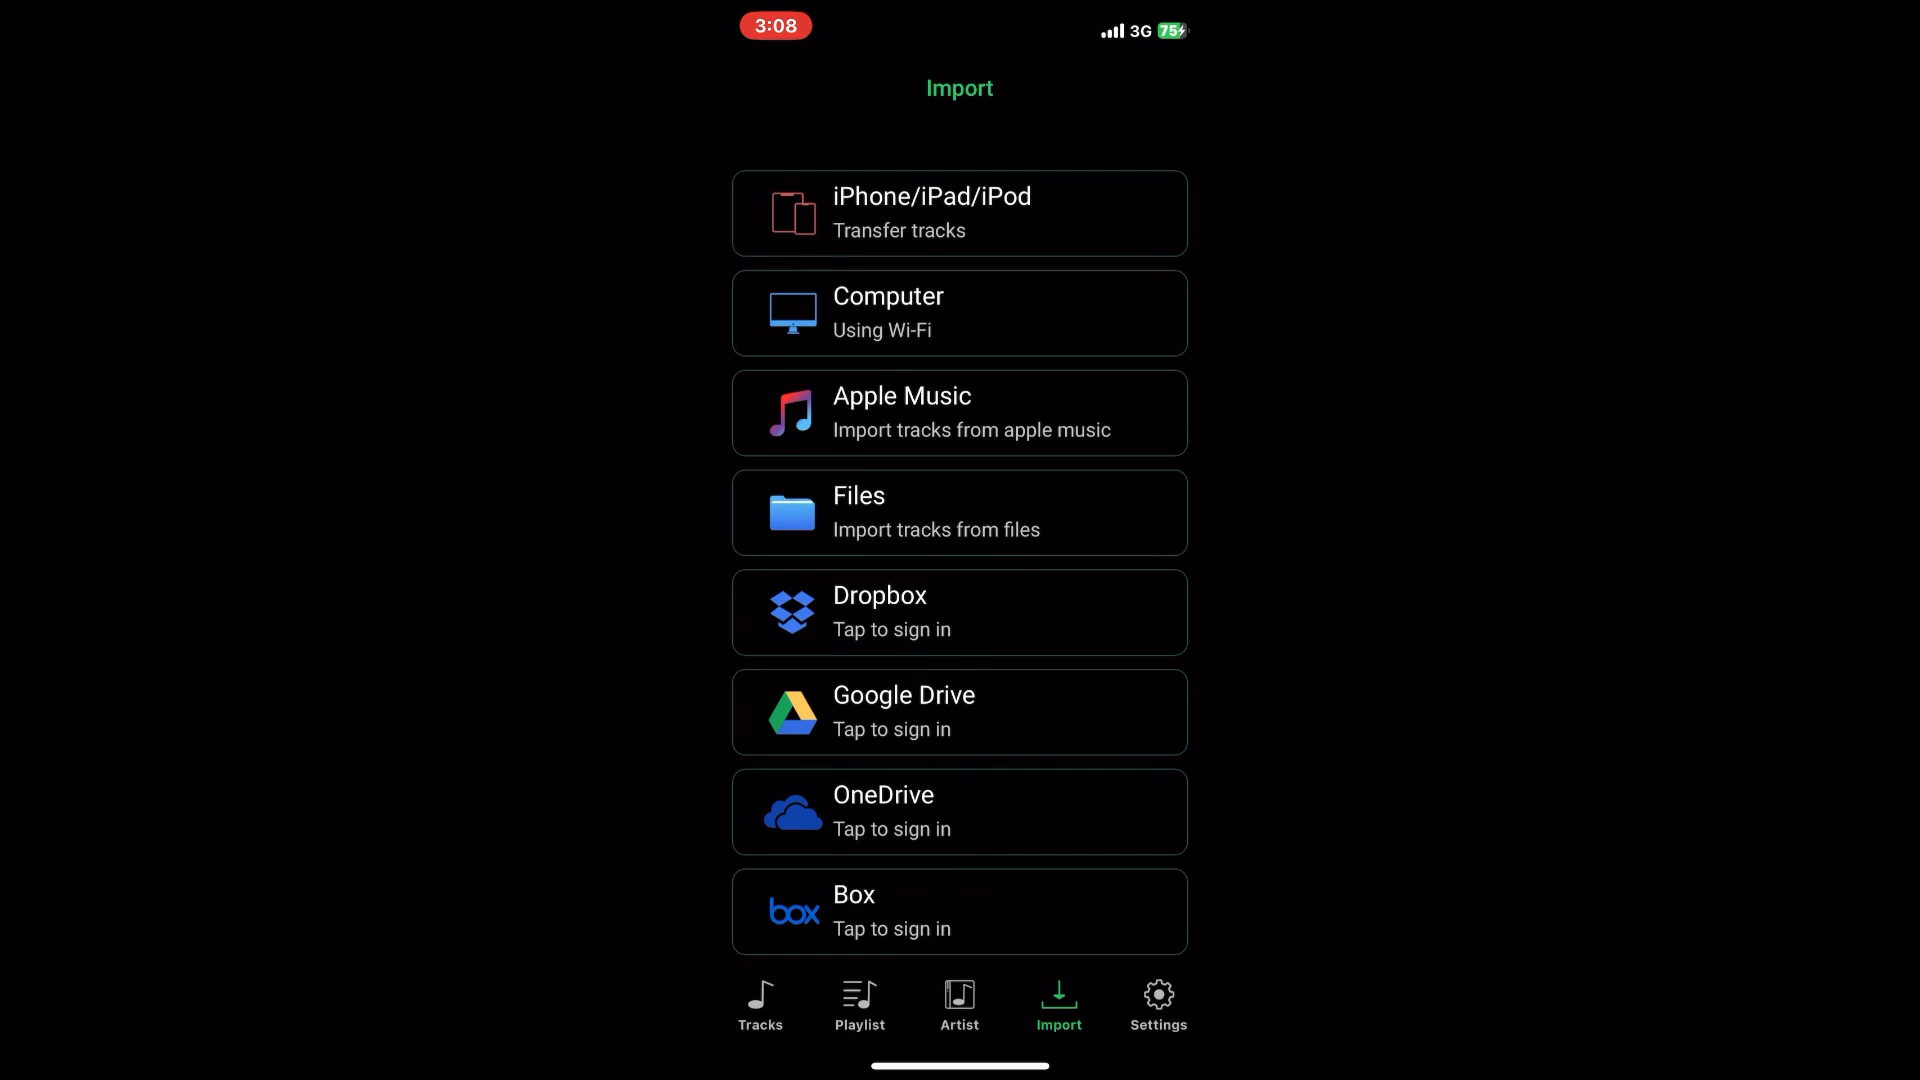 3:08
3G 75
Import
iPhone/iPad/iPod
Transfer tracks
Computer
Using Wi-Fi
Apple Music
Import tracks from apple music
Files
Import tracks from files
Dropbox
Tap to sign in
Google Drive
Tap to sign in
OneDrive
Tap to sign in
box
Box
Tap to sign in
Tracks Playlist Artist Import Settings